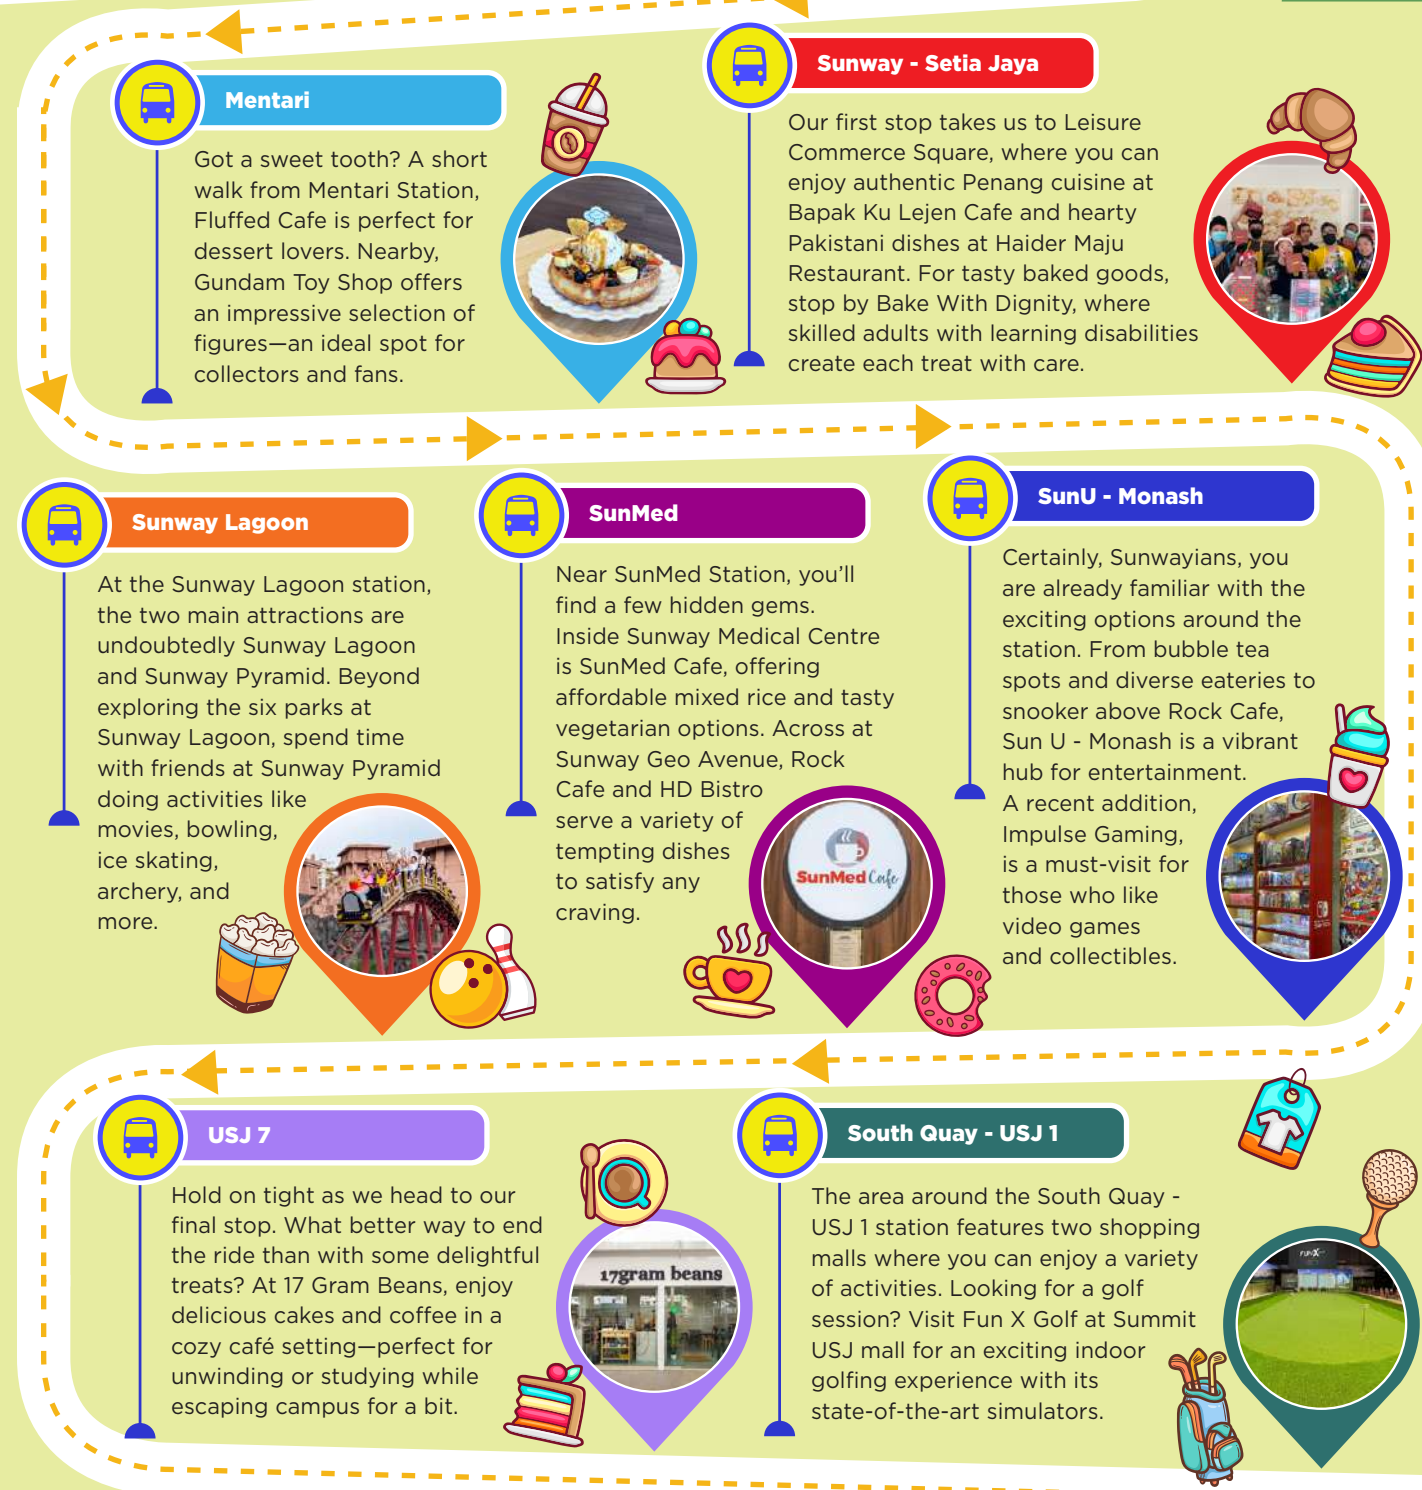 Sunway - Setia Jaya
Our first stop takes us to Leisure
Commerce Square, where you can
enjoy authentic Penang cuisine at
Bapak Ku Lejen Cafe and hearty
Pakistani dishes at Haider Maju
Restaurant. For tasty baked goods,
stop by Bake With Dignity, where
skilled adults with learning disabilities
create each treat with care.
Mentari
Got a sweet tooth? A short
walk from Mentari Station,
Fluffed Cafe is perfect for
dessert lovers. Nearby,
Gundam Toy Shop offers
an impressive selection of
figures—an ideal spot for
collectors and fans.
Sunway Lagoon
At the Sunway Lagoon station,
the two main attractions are
undoubtedly Sunway Lagoon
and Sunway Pyramid. Beyond
exploring the six parks at
Sunway Lagoon, spend time
with friends at Sunway Pyramid
doing activities like
movies, bowling,
ice skating,
archery, and
more.
SunMed
Near SunMed Station, you’ll
find a few hidden gems.
Inside Sunway Medical Centre
is SunMed Cafe, offering
affordable mixed rice and tasty
vegetarian options. Across at
Sunway Geo Avenue, Rock
Cafe and HD Bistro
serve a variety of
tempting dishes
to satisfy any
craving.
SunMed Cafe
SunU - Monash
Certainly, Sunwayians, you
are already familiar with the
exciting options around the
station. From bubble tea
spots and diverse eateries to
snooker above Rock Cafe,
Sun U - Monash is a vibrant
hub for entertainment.
A recent addition,
Impulse Gaming,
is a must-visit for
those who like
video games
and collectibles.
South Quay - USJ 1
The area around the South Quay -
USJ 1 station features two shopping
malls where you can enjoy a variety
of activities. Looking for a golf
session? Visit Fun X Golf at Summit
USJ mall for an exciting indoor
golfing experience with its
state-of-the-art simulators.
USJ 7
Hold on tight as we head to our
final stop. What better way to end
the ride than with some delightful
treats? At 17 Gram Beans, enjoy
delicious cakes and coffee in a
cozy café setting—perfect for
unwinding or studying while
escaping campus for a bit.
17gram beans